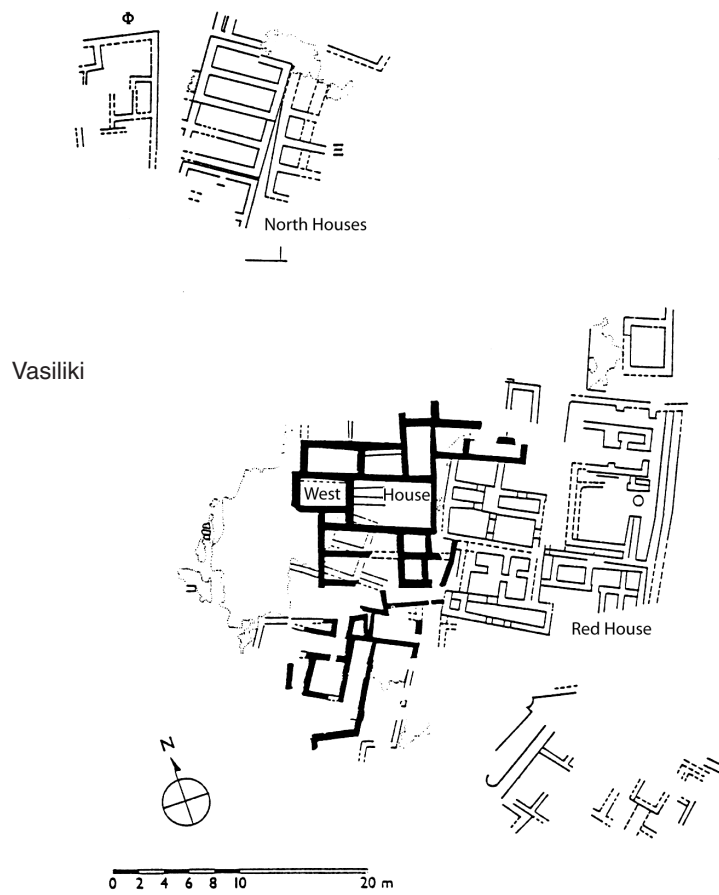 Φ
Ξ
North Houses
Vasiliki
West House
Red House
N
0 2 4 6 8 10 20 m